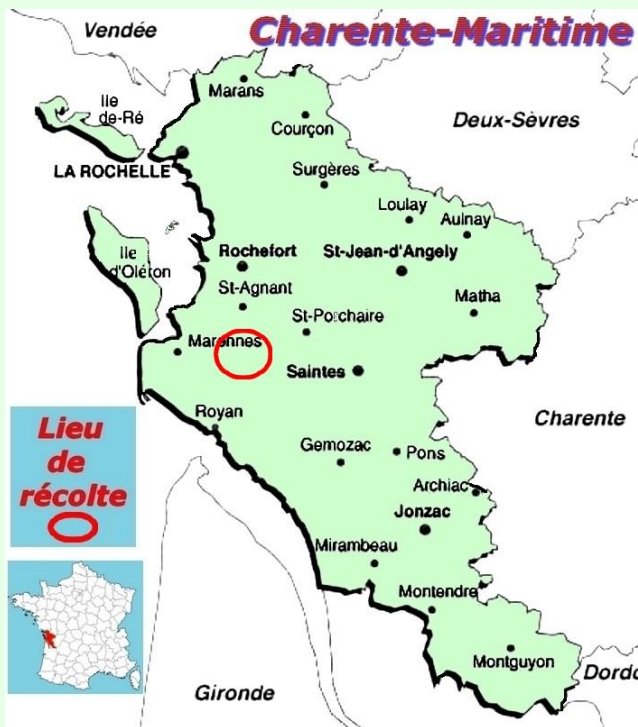 Vendée
Charente-Maritime
Ile
de-Ré
Marans
Courçon
Deux-Sèvres
LA ROCHELLE
Surgères
Loulay
Aulnay
Ile
d'Oléron
Rochefort
St-Jean-d'Angely
St-Agnant
Matha
St-Porchaire
Marennes
Saintes
Royan
Charente
Lieu
de
récolte
Gemozac
Pons
Archiac
Jonzac
Mirambeau
Montendre
Montguyon
Gironde
Dordo